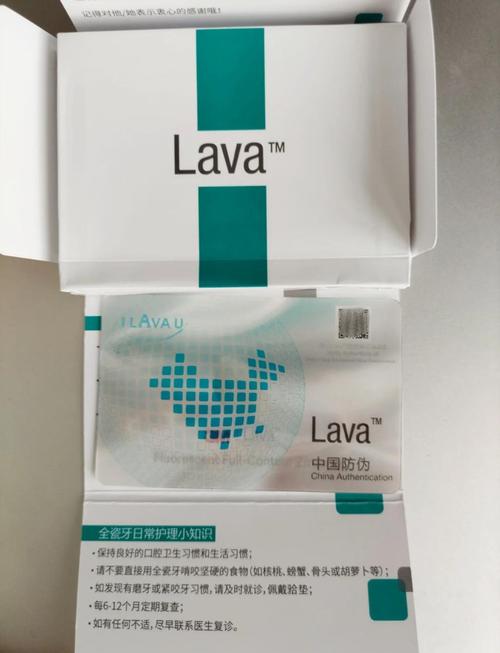 记得对他/她表示衷心的感谢哦!
Lava™
I LAVA U
Lava™
中国防伪
China Authentication
Fluorescent Full-Contour
全瓷牙日常护理小知识
• 保持良好的口腔卫生习惯和生活习惯;
• 请不要直接用全瓷牙啃咬坚硬的食物(如核桃、螃蟹、骨头或胡萝卜等);
• 如发现有磨牙或紧咬牙习惯,请及时就诊,佩戴𬌗垫;
• 每6-12个月定期复查;
• 如有任何不适,尽早联系医生复诊。